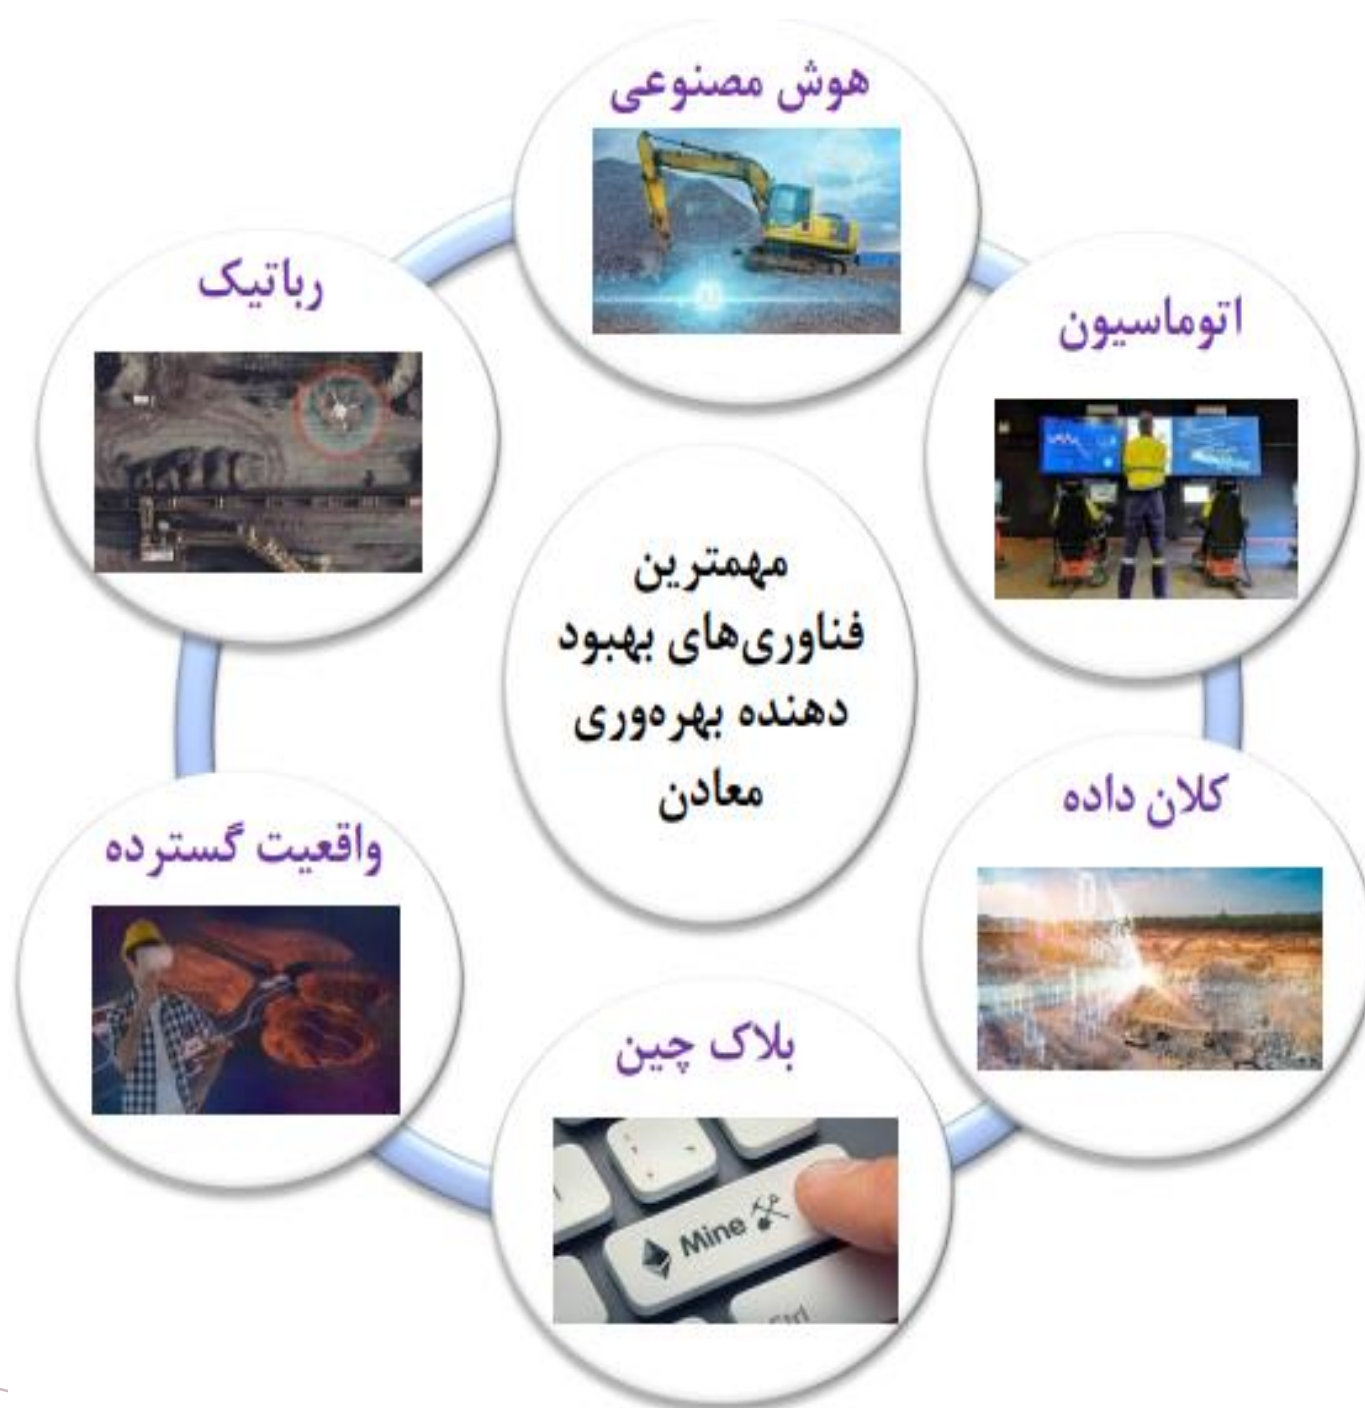 هوش مصنوعی
اتوماسیون
کلان داده
بلاک چین
Mine
Ctrl
واقعیت گسترده
رباتیک
مهمترین
فناوری‌های بهبود
دهنده بهره‌وری
معادن